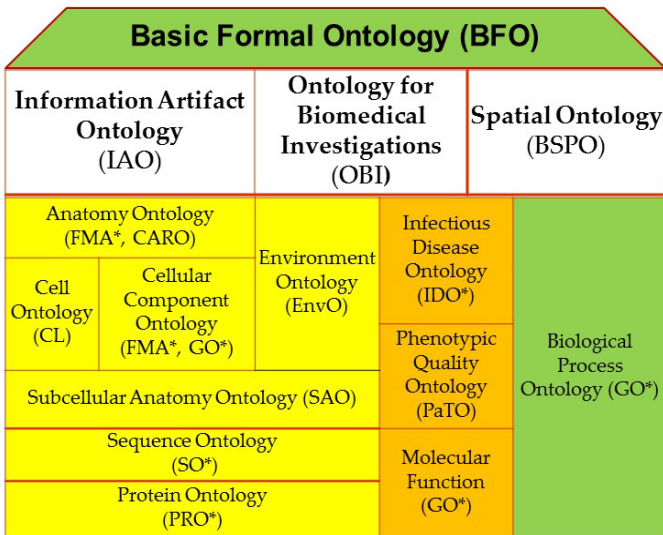 Basic Formal Ontology (BFO)
Information Artifact
Ontology
(IAO)
Ontology for
Biomedical
Investigations
(OBI)
Spatial Ontology
(BSPO)
Anatomy Ontology
(FMA*, CARO)
Cell
Ontology
(CL)
Cellular
Component
Ontology
(FMA*, GO*)
Environment
Ontology
(EnvO)
Subcellular Anatomy Ontology (SAO)
Sequence Ontology
(SO*)
Protein Ontology
(PRO*)
Infectious
Disease
Ontology
(IDO*)
Phenotypic
Quality
Ontology
(PaTO)
Molecular
Function
(GO*)
Biological
Process
Ontology (GO*)